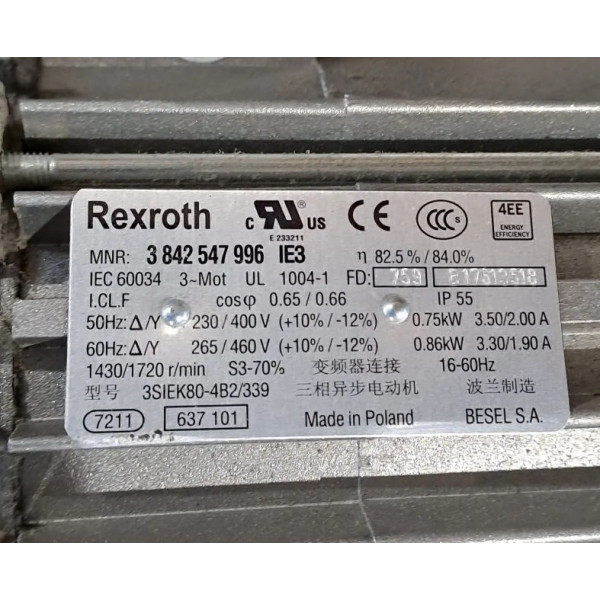 Rexroth c RU US CE CCC S 4EE
E 233211 ENERGY EFFICIENCY
MNR: 3 842 547 996 IE3 η 82.5% / 84.0%
IEC 60034 3~Mot UL 1004-1 FD: 759
I.CL.F cosφ 0.65 / 0.66 IP 55
50Hz: Δ/Y 230 / 400 V (+10% / -12%) 0.75kW 3.50/2.00 A
60Hz: Δ/Y 265 / 460 V (+10% / -12%) 0.86kW 3.30/1.90 A
1430/1720 r/min S3-70% 变频器连接 16-60Hz
型号 3SIEK80-4B2/339 三相异步电动机 波兰制造
7211 637 101 Made in Poland BESEL S.A.